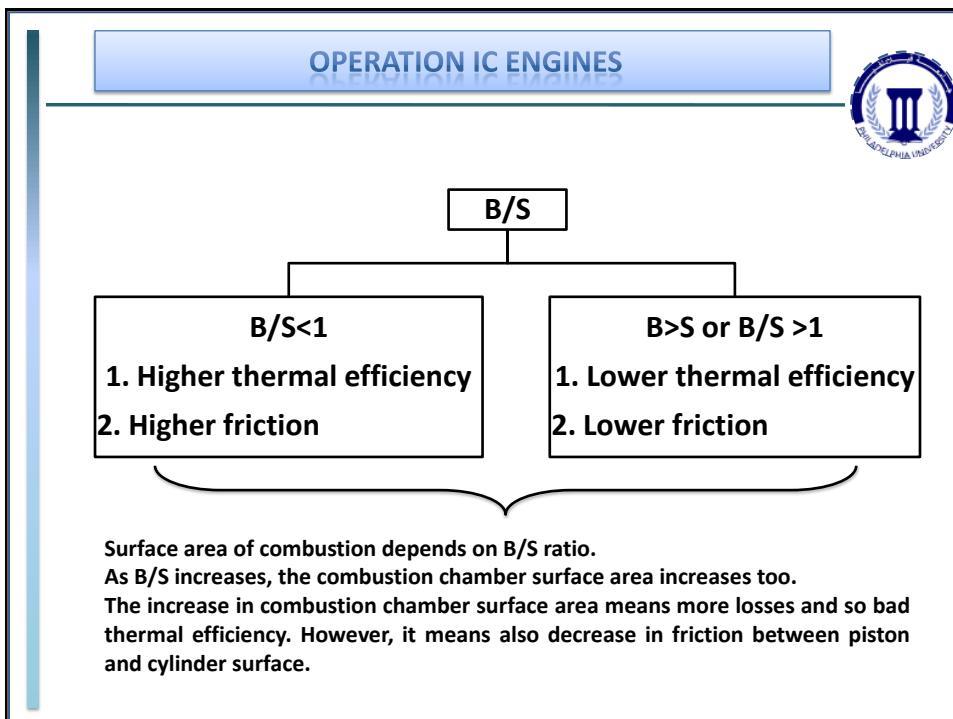 OPERATION IC ENGINES
PHILADELPHIA UNIVERSITY
B/S
B/S<1
1. Higher thermal efficiency
2. Higher friction
B>S or B/S >1
1. Lower thermal efficiency
2. Lower friction
Surface area of combustion depends on B/S ratio.
As B/S increases, the combustion chamber surface area increases too.
The increase in combustion chamber surface area means more losses and so bad
thermal efficiency. However, it means also decrease in friction between piston
and cylinder surface.